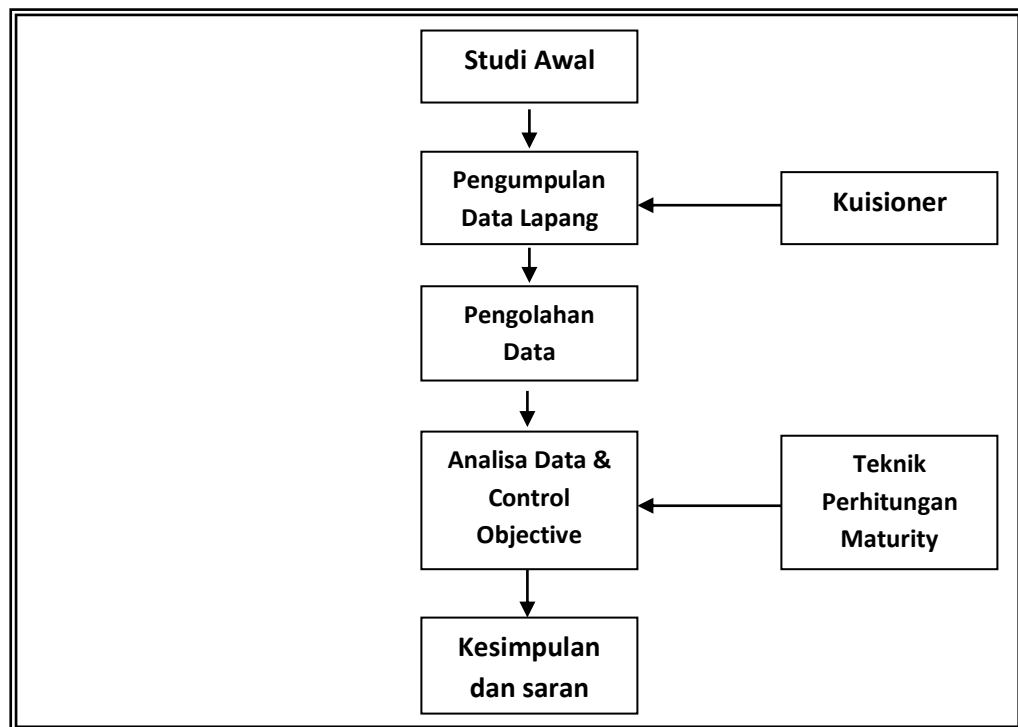 Studi Awal
Pengumpulan
Data Lapang
Kuisioner
Pengolahan
Data
Analisa Data &
Control
Objective
Teknik
Perhitungan
Maturity
Kesimpulan
dan saran